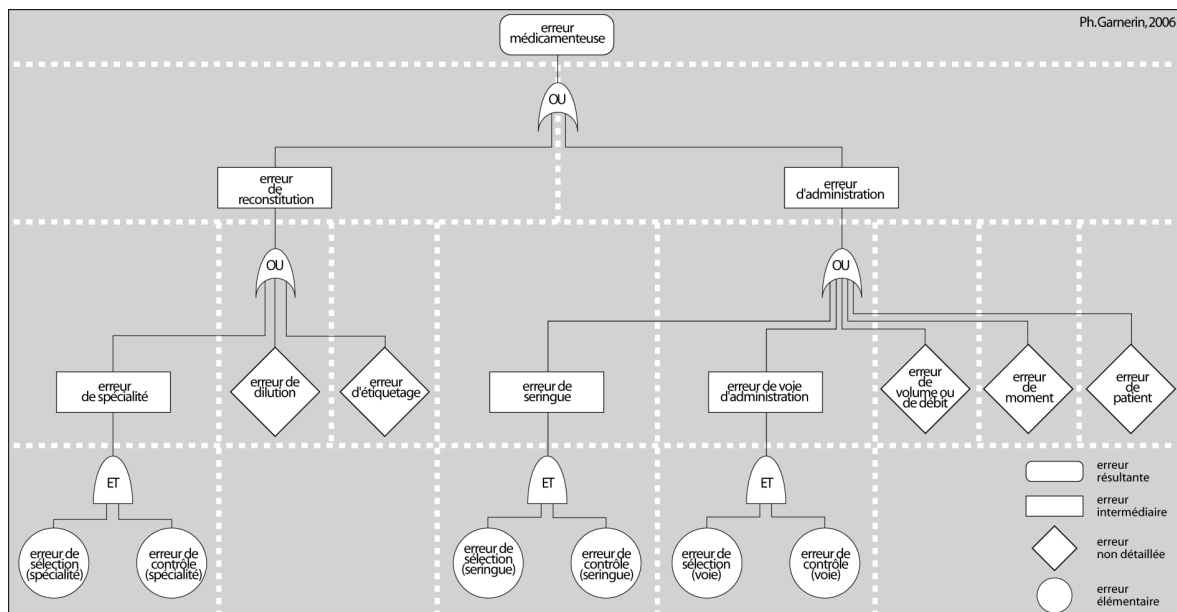 erreur
médicamenteuse
Ph. Garnerin, 2006
OU
erreur
de
reconstitution
erreur
d'administration
OU
OU
erreur
de spécialité
erreur de
dilution
erreur
d'étiquetage
erreur de
seringue
erreur de voie
d'administration
erreur
de
volume ou
de débit
erreur
de
moment
erreur
de
patient
ET
ET
ET
erreur de
sélection
(spécialité)
erreur de
contrôle
(spécialité)
erreur de
sélection
(seringue)
erreur de
contrôle
(seringue)
erreur de
sélection
(voie)
erreur de
contrôle
(voie)
erreur
résultante
erreur
intermédiaire
erreur
non détaillée
erreur
élémentaire